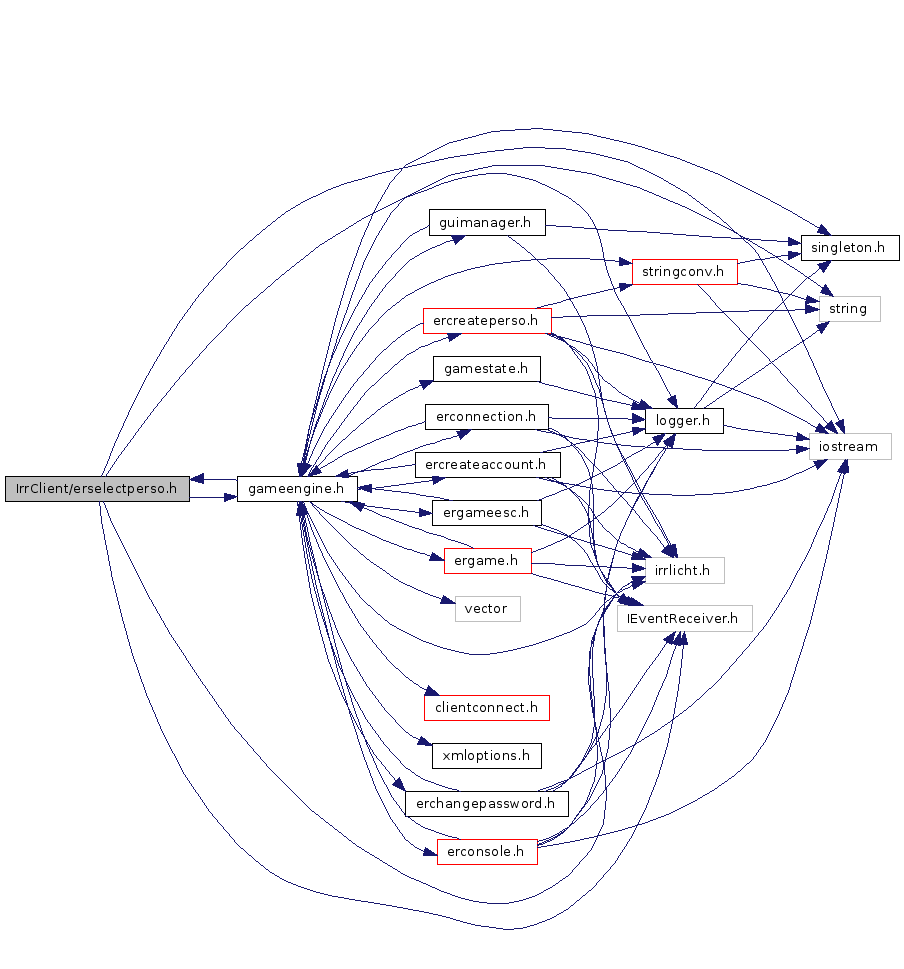 guimanager.h
singleton.h
stringconv.h
string
ercreateperso.h
gamestate.h
erconnection.h
logger.h
iostream
ercreateaccount.h
IrrClient/erselectperso.h
gameengine.h
ergameesc.h
ergame.h
irrlicht.h
vector
IEventReceiver.h
clientconnect.h
xmloptions.h
erchangepassword.h
erconsole.h